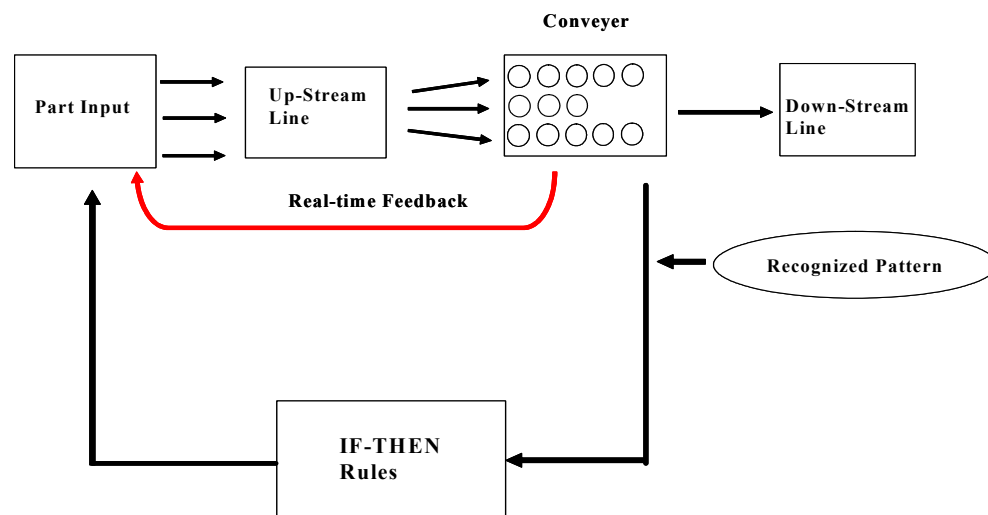 Conveyer
Part Input
Up-Stream
Line
Down-Stream
Line
Real-time Feedback
Recognized Pattern
IF-THEN
Rules